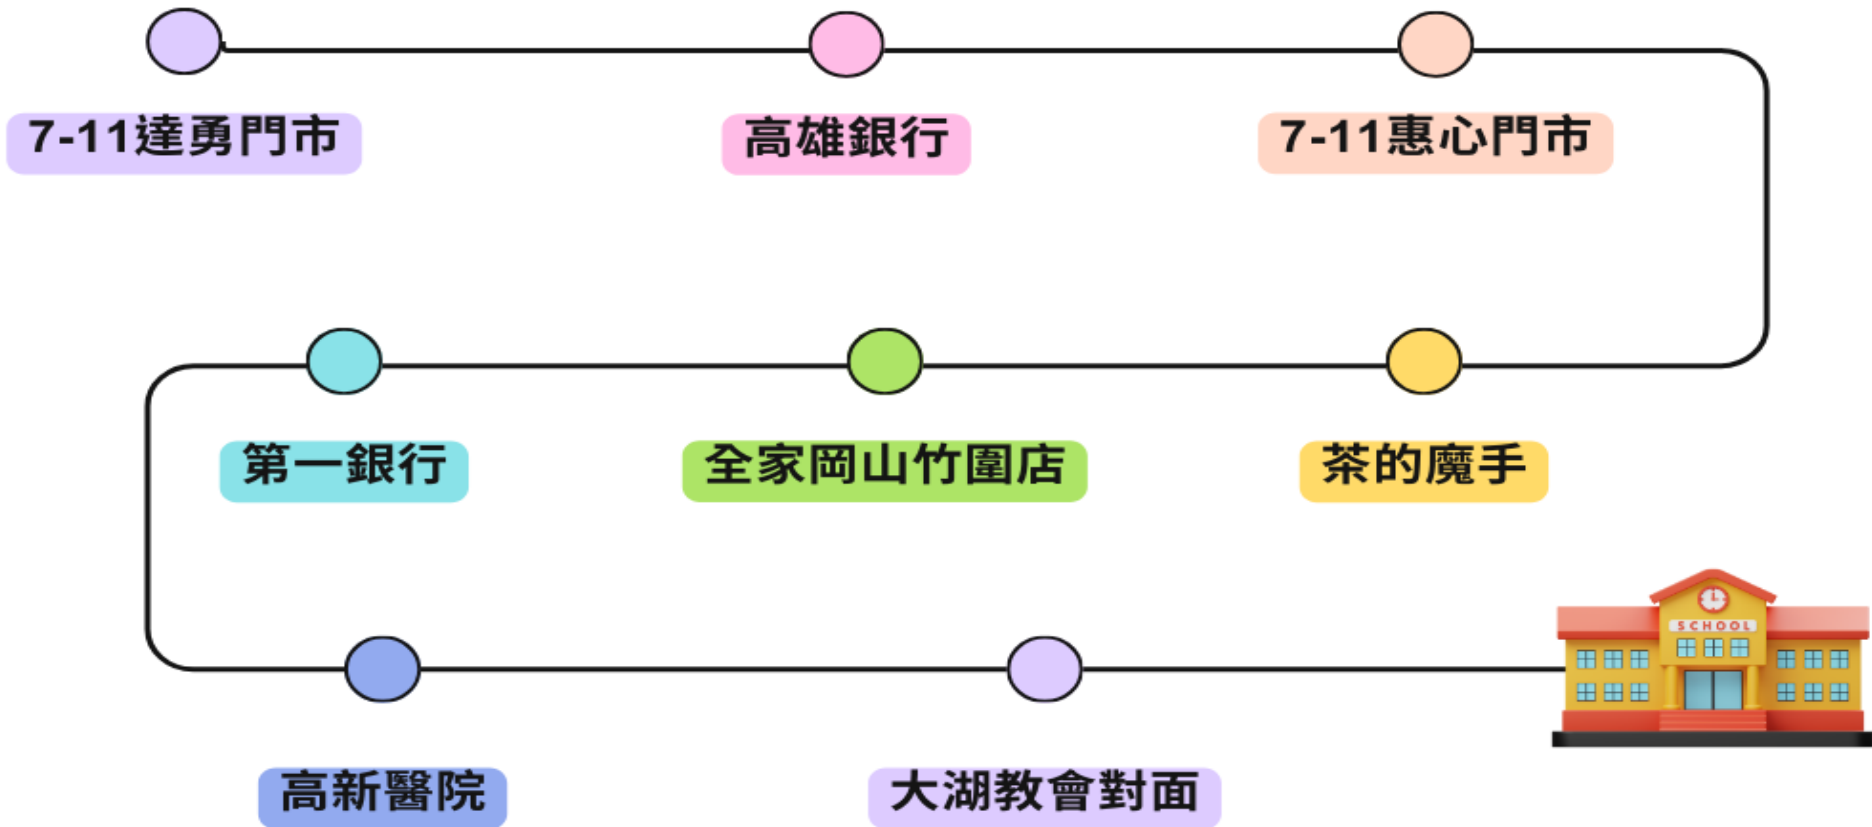 7-11達勇門市
高雄銀行
7-11惠心門市
茶的魔手
全家岡山竹圍店
第一銀行
高新醫院
大湖教會對面
SCHOOL